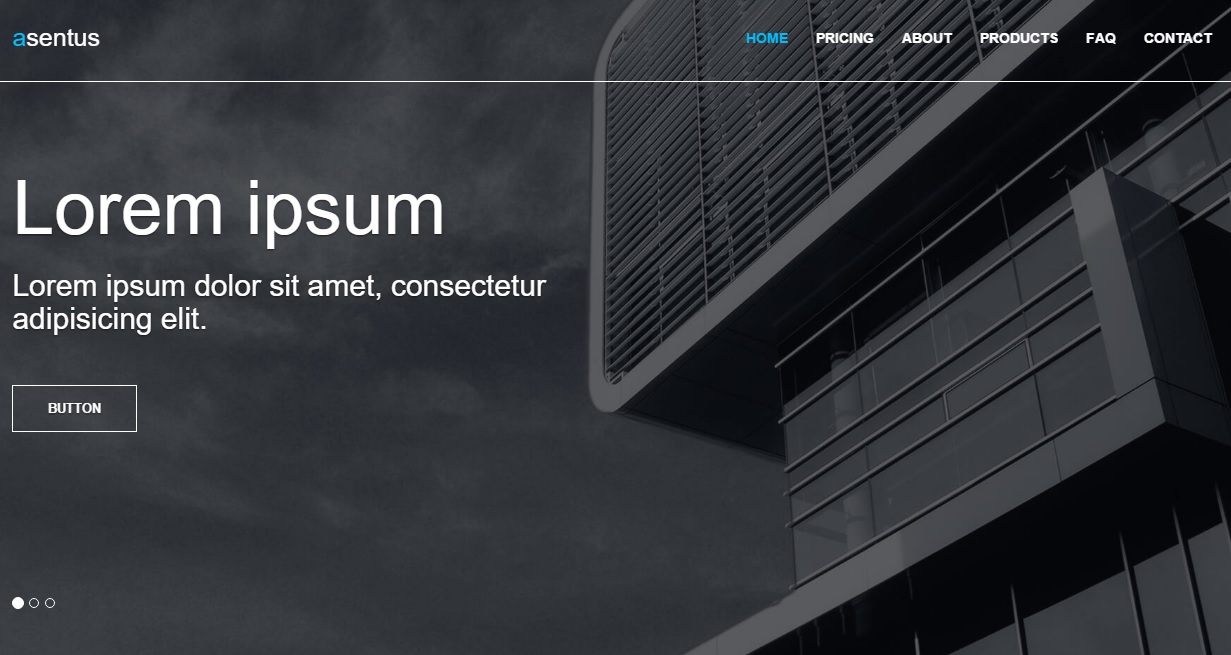 asentus
HOME PRICING ABOUT PRODUCTS FAQ CONTACT
Lorem ipsum
Lorem ipsum dolor sit amet, consectetur
adipisicing elit.
BUTTON